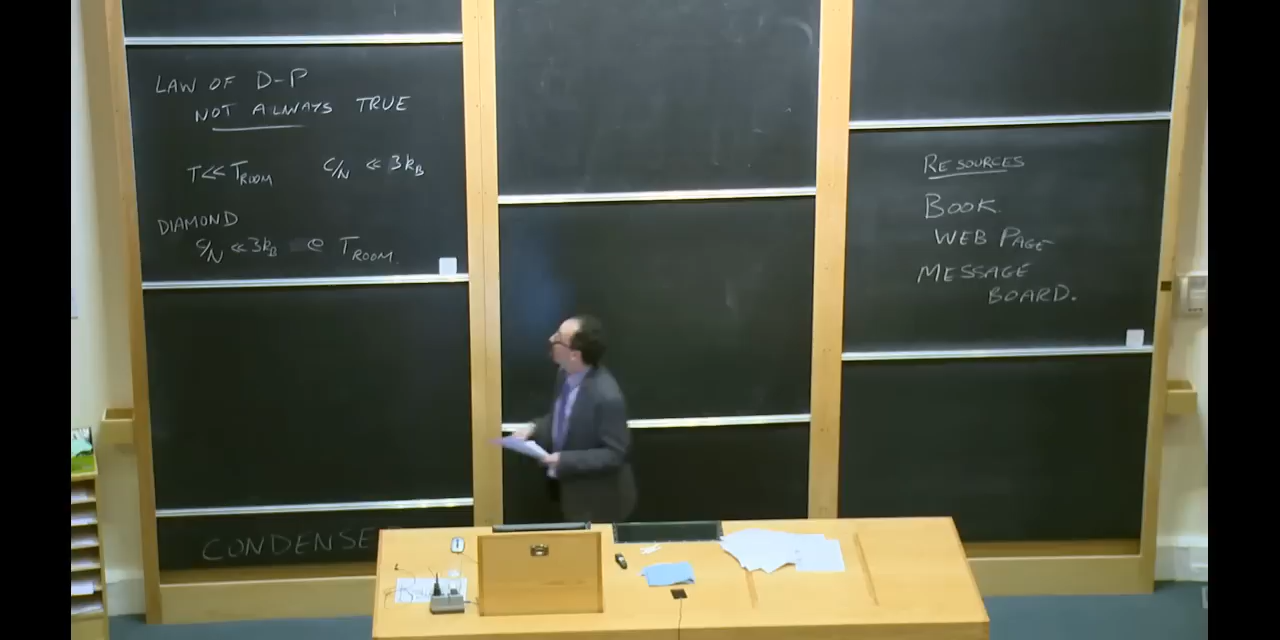 LAW OF D-P
NOT ALWAYS TRUE
T << T_ROOM C/N << 3k_B
DIAMOND
C/N << 3k_B @ T_ROOM.
CONDENSE
RESOURCES
BOOK
WEB PAGE
MESSAGE
BOARD.